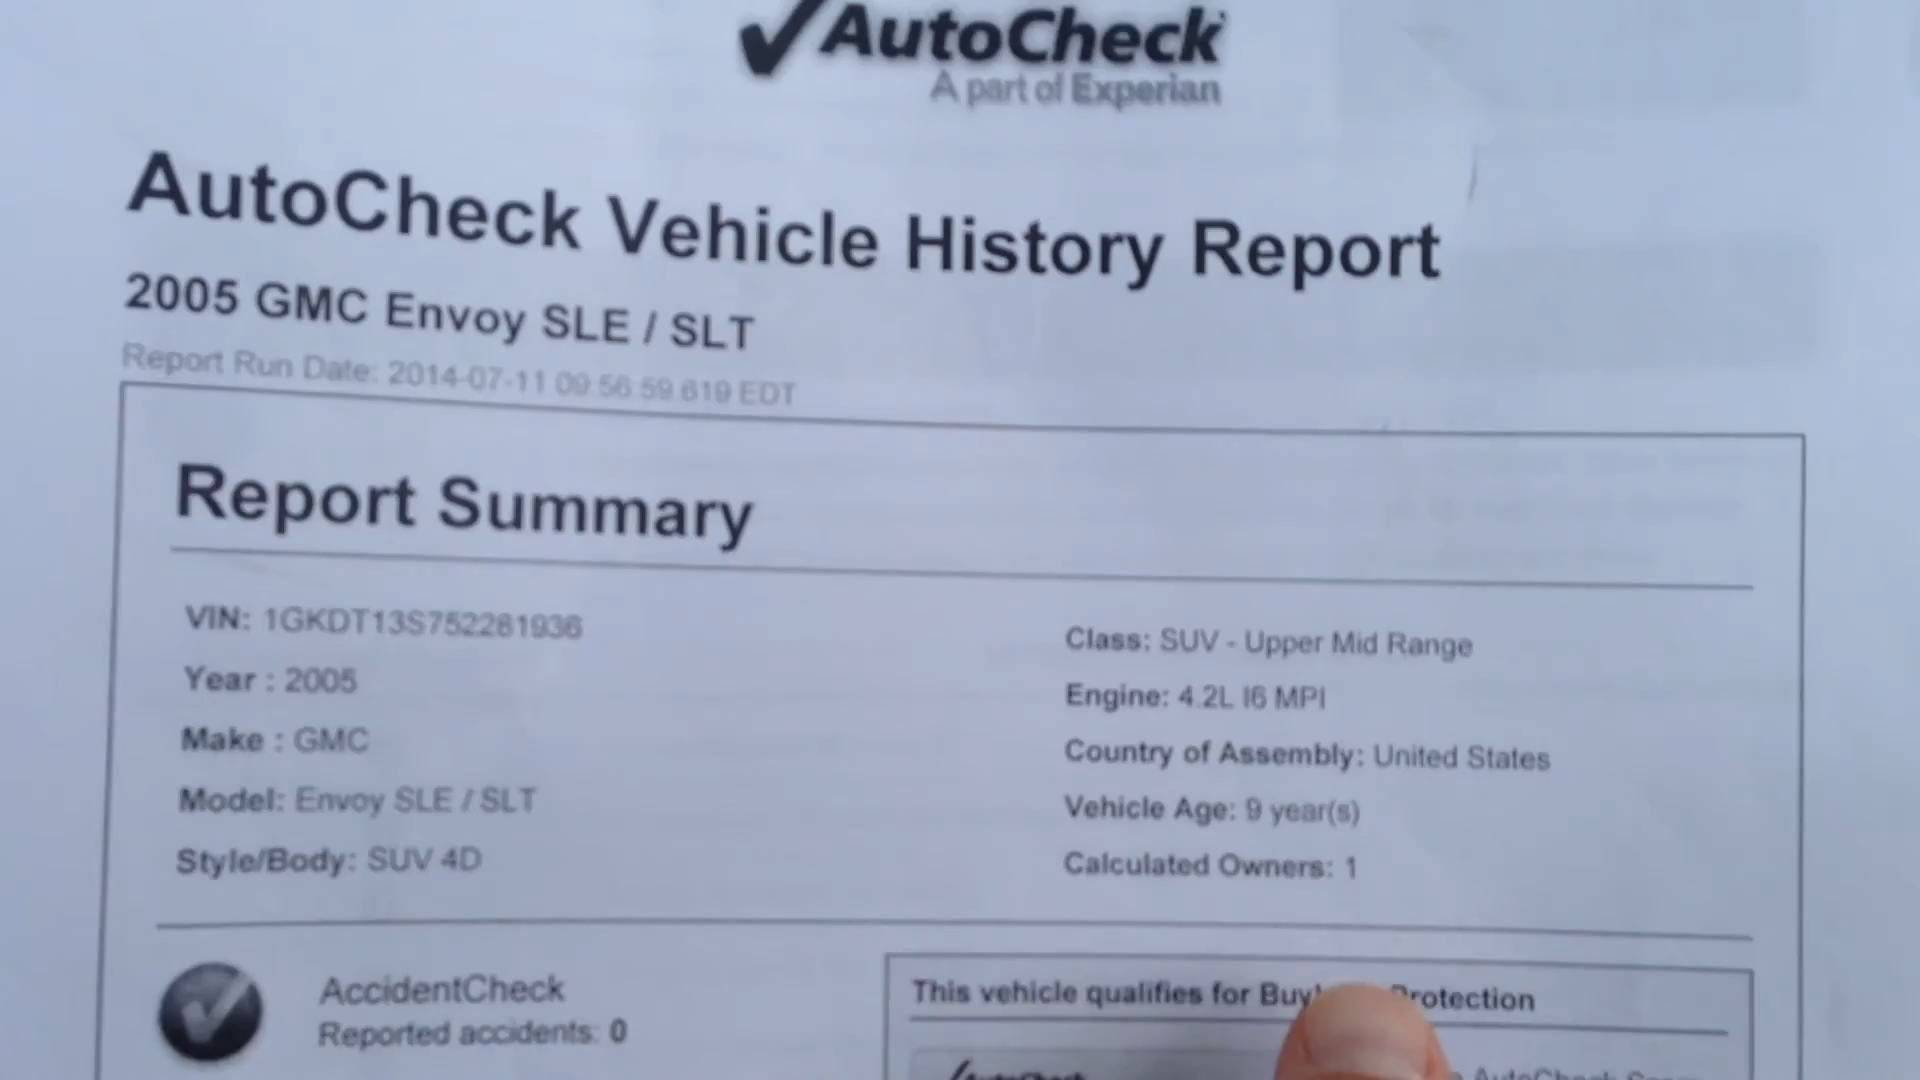 AutoCheck
A part of Experian
AutoCheck Vehicle History Report
2005 GMC Envoy SLE / SLT
Report Run Date: 2014-07-11 09:56:59.619 EDT
Report Summary
VIN: 1GKDT13S752281936
Year : 2005
Make : GMC
Model: Envoy SLE / SLT
Style/Body: SUV 4D
Class: SUV - Upper Mid Range
Engine: 4.2L I6 MPI
Country of Assembly: United States
Vehicle Age: 9 year(s)
Calculated Owners: 1
AccidentCheck
Reported accidents: 0
This vehicle qualifies for Protection
AutoCheck
AutoCheck